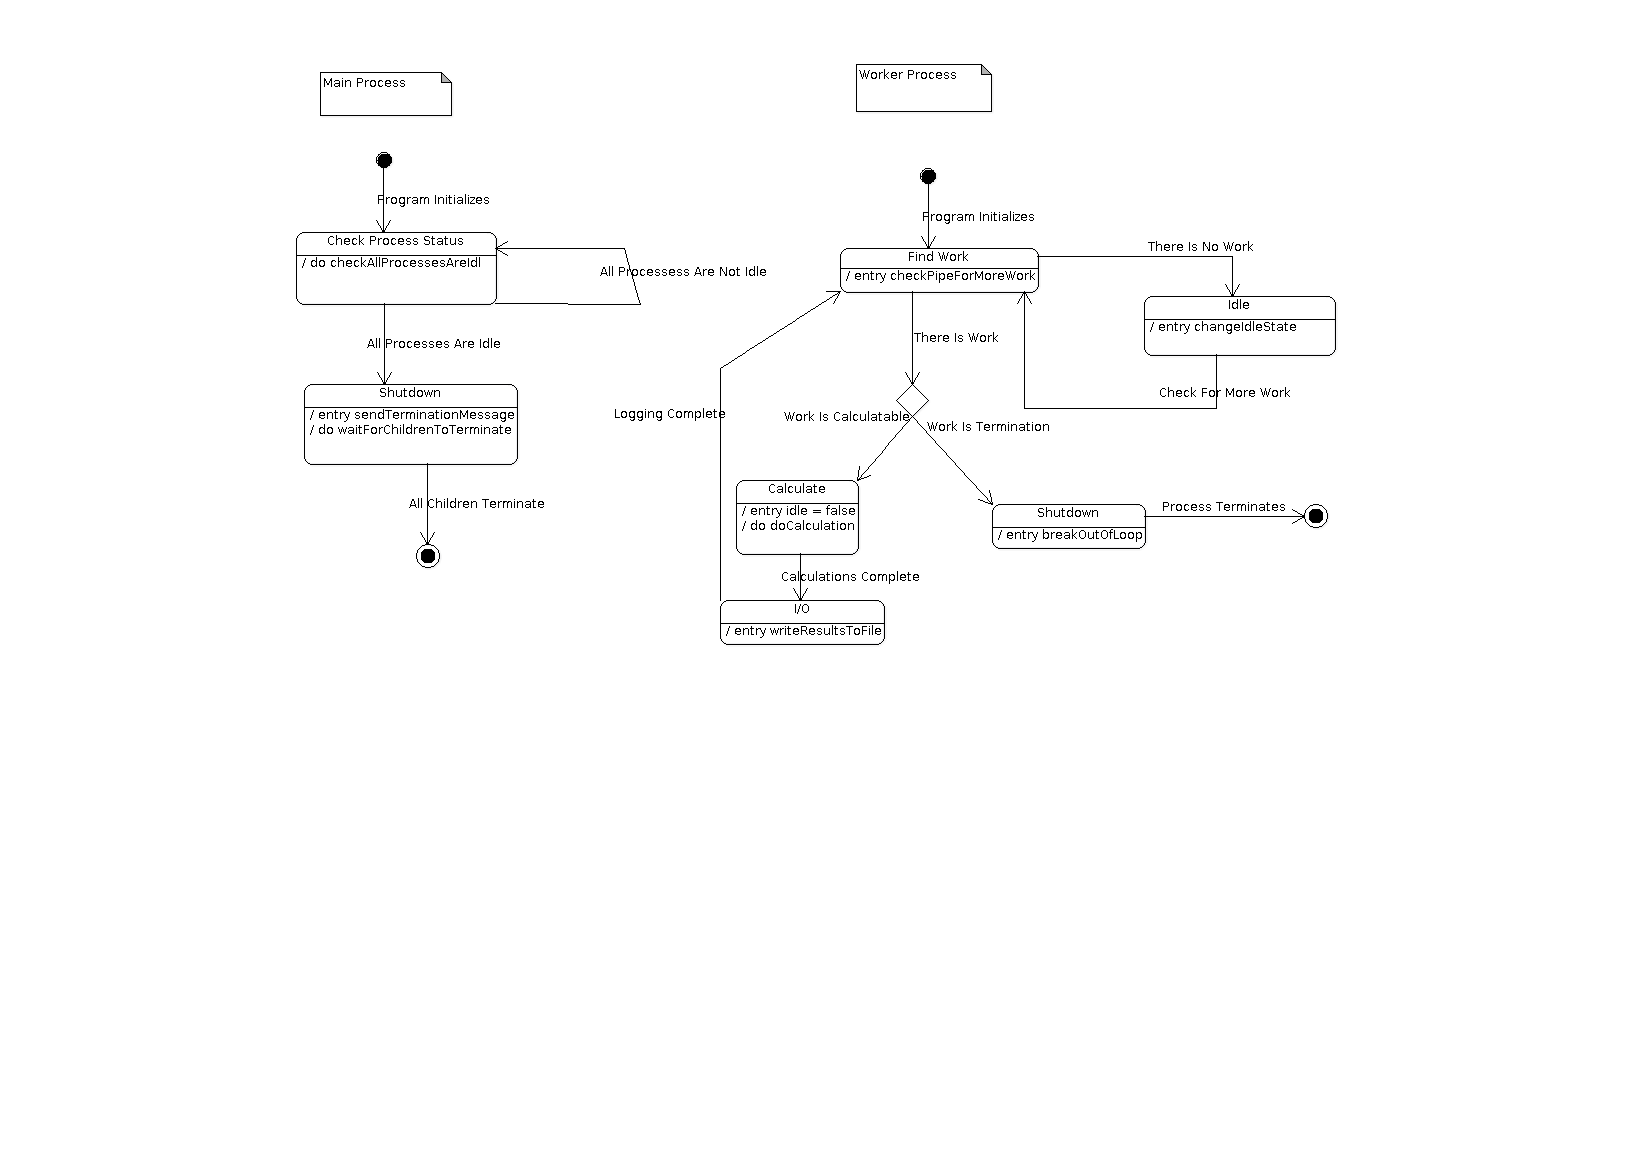 Main Process
Program Initializes
Check Process Status
/ do checkAllProcessesAreIdl
All Processess Are Not Idle
All Processes Are Idle
Shutdown
/ entry sendTerminationMessage
/ do waitForChildrenToTerminate
All Children Terminate
Worker Process
Program Initializes
Find Work
/ entry checkPipeForMoreWork
There Is No Work
Idle
/ entry changeIdleState
Check For More Work
There Is Work
Logging Complete
Work Is Calculatable
Work Is Termination
Calculate
/ entry idle = false
/ do doCalculation
Calculations Complete
I/O
/ entry writeResultsToFile
Shutdown
/ entry breakOutOfLoop
Process Terminates